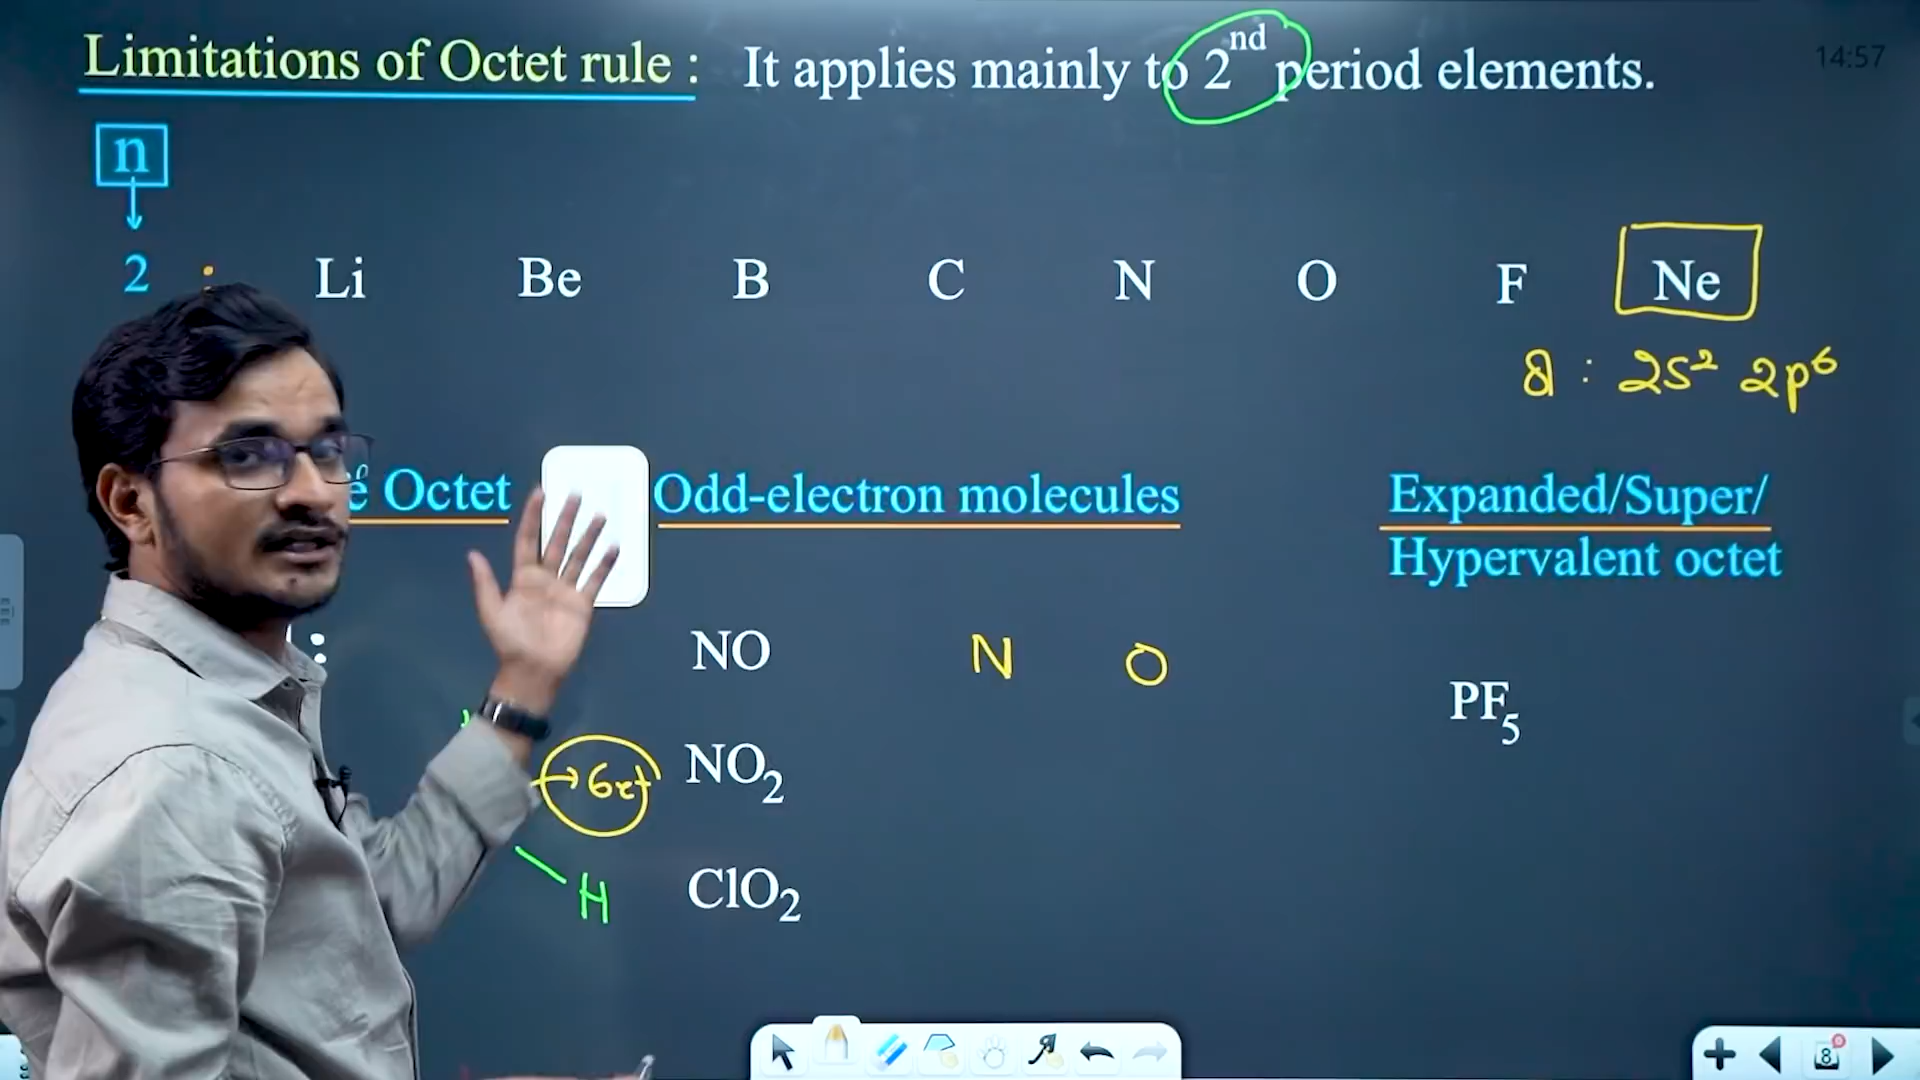 Limitations of Octet rule : It applies mainly to 2nd period elements.
14:57
n
2 : Li Be B C N O F Ne
8 : 2s² 2p⁶
Octet
Odd-electron molecules
Expanded/Super/
Hypervalent octet
:
NO N O
PF₅
6e⁻
NO₂
H
ClO₂
8